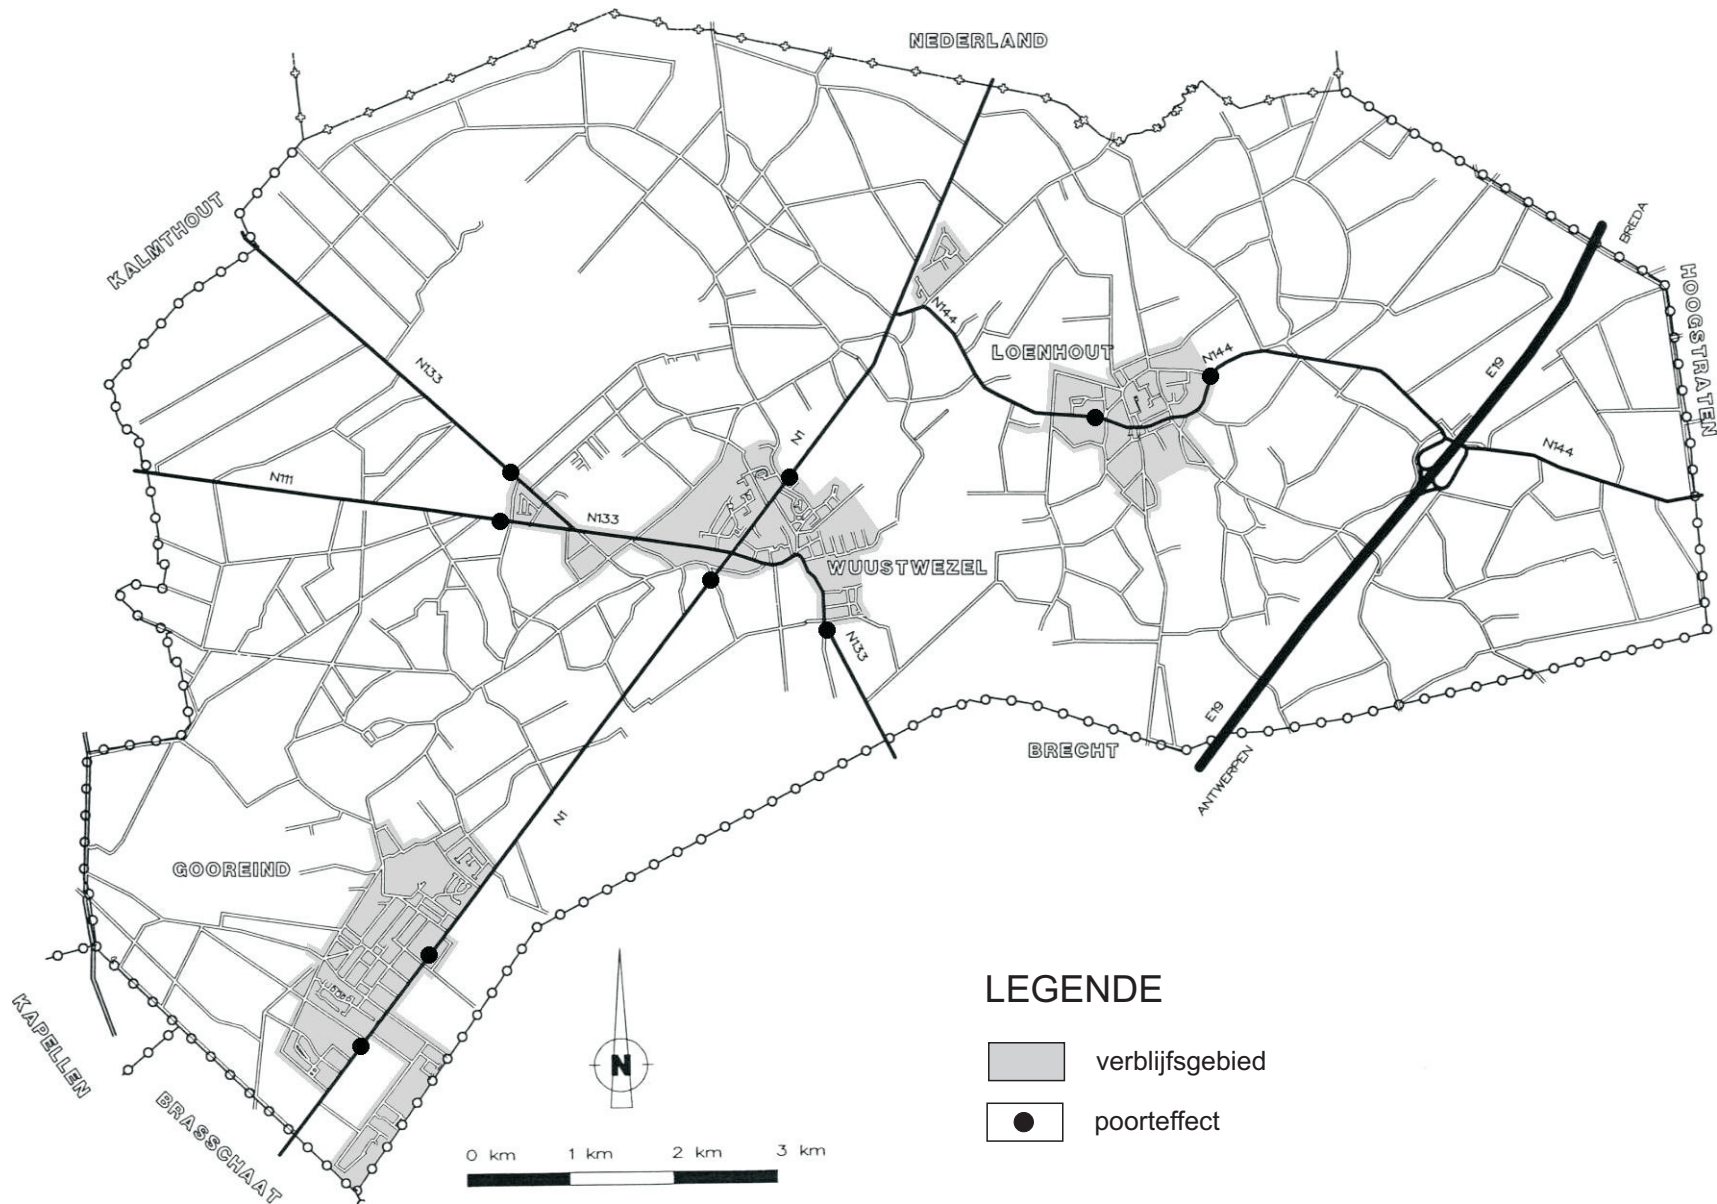 NEDERLAND
KALMTHOUT
BREDA
HOOGSTRATEN
N144
LOENHOUT
N144
N133
E19
N1
N144
N111
N133
WUUSTWEZEL
N133
E19
BRECHT
ANTWERPEN
N1
GOOREIND
KAPELLEN
BRASSCHAAT
N
0 km 1 km 2 km 3 km
LEGENDE
verblijfsgebied
poorteffect